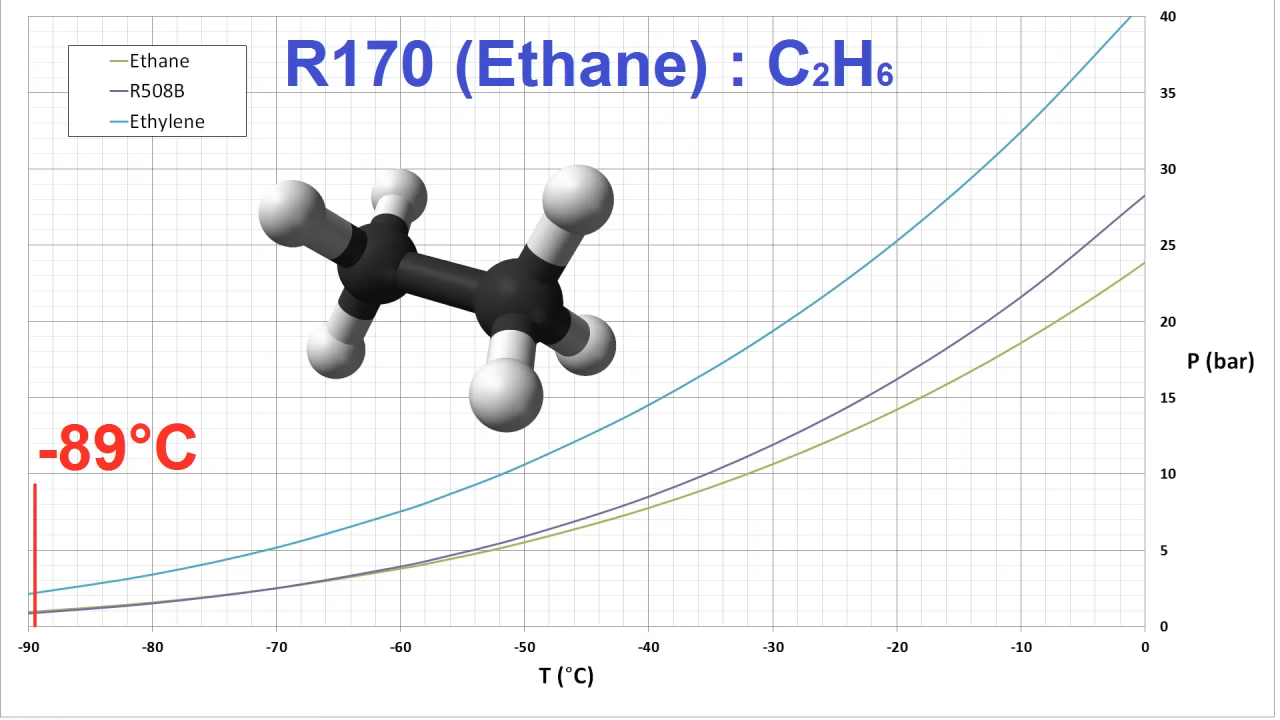 R170 (Ethane) : C₂H₆
Ethane
R508B
Ethylene
-89°C
40
35
30
25
20
15
10
5
0
P (bar)
-90 -80 -70 -60 -50 -40 -30 -20 -10 0
T (°C)